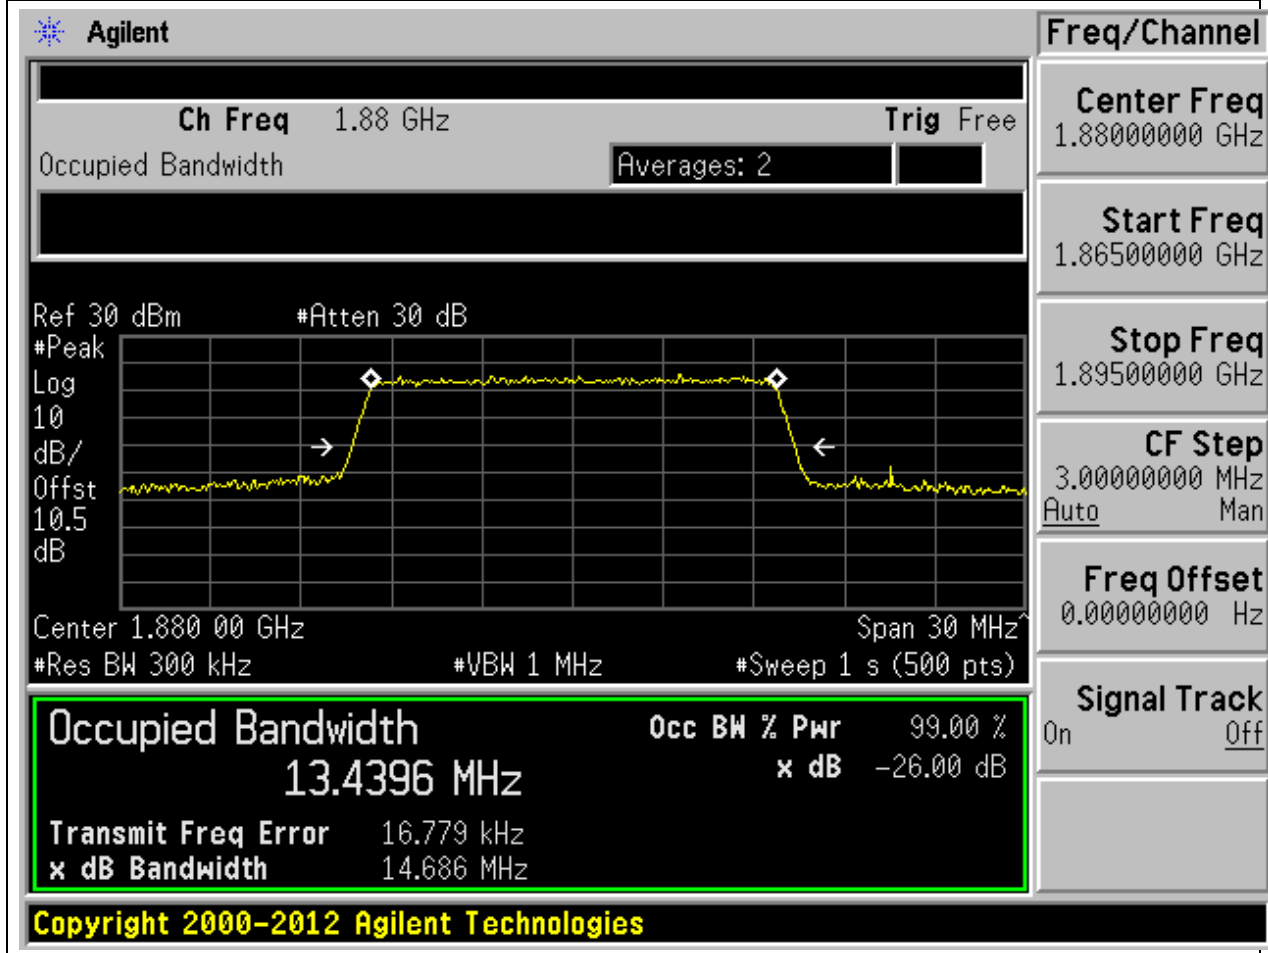 Agilent
Freq/Channel
Ch Freq 1.88 GHz Trig Free
Occupied Bandwidth Averages: 2
Center Freq
1.88000000 GHz
Start Freq
1.86500000 GHz
Stop Freq
1.89500000 GHz
CF Step
3.00000000 MHz
Auto Man
Freq Offset
0.00000000 Hz
Signal Track
On Off
Ref 30 dBm #Atten 30 dB
#Peak
Log
10
dB/
Offst
10.5
dB
Center 1.880 00 GHz Span 30 MHz^
#Res BW 300 kHz #VBW 1 MHz #Sweep 1 s (500 pts)
Occupied Bandwidth Occ BW % Pwr 99.00 %
13.4396 MHz x dB -26.00 dB
Transmit Freq Error 16.779 kHz
x dB Bandwidth 14.686 MHz
Copyright 2000-2012 Agilent Technologies